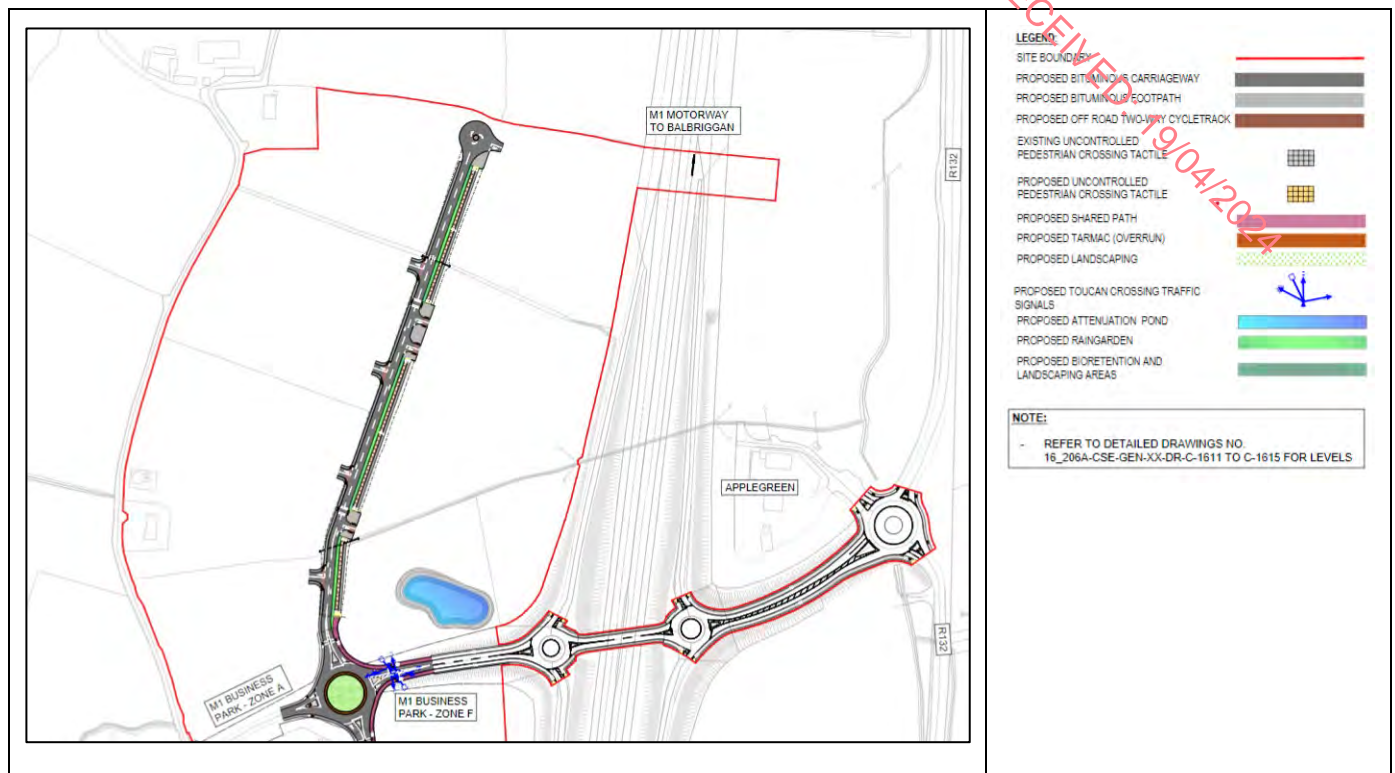 M1 MOTORWAY
TO BALBRIGGAN
R132
APPLEGREEN
R132
M1 BUSINESS
PARK - ZONE A
M1 BUSINESS
PARK - ZONE F
LEGEND:
SITE BOUNDARY
PROPOSED BITUMINOUS CARRIAGEWAY
PROPOSED BITUMINOUS FOOTPATH
PROPOSED OFF ROAD TWO-WAY CYCLETRACK
EXISTING UNCONTROLLED
PEDESTRIAN CROSSING TACTILE
PROPOSED UNCONTROLLED
PEDESTRIAN CROSSING TACTILE
PROPOSED SHARED PATH
PROPOSED TARMAC (OVERRUN)
PROPOSED LANDSCAPING
PROPOSED TOUCAN CROSSING TRAFFIC
SIGNALS
PROPOSED ATTENUATION POND
PROPOSED RAINGARDEN
PROPOSED BIORETENTION AND
LANDSCAPING AREAS
NOTE:
- REFER TO DETAILED DRAWINGS NO.
16_206A-CSE-GEN-XX-DR-C-1611 TO C-1615 FOR LEVELS
CEIVED: 19/04/2024